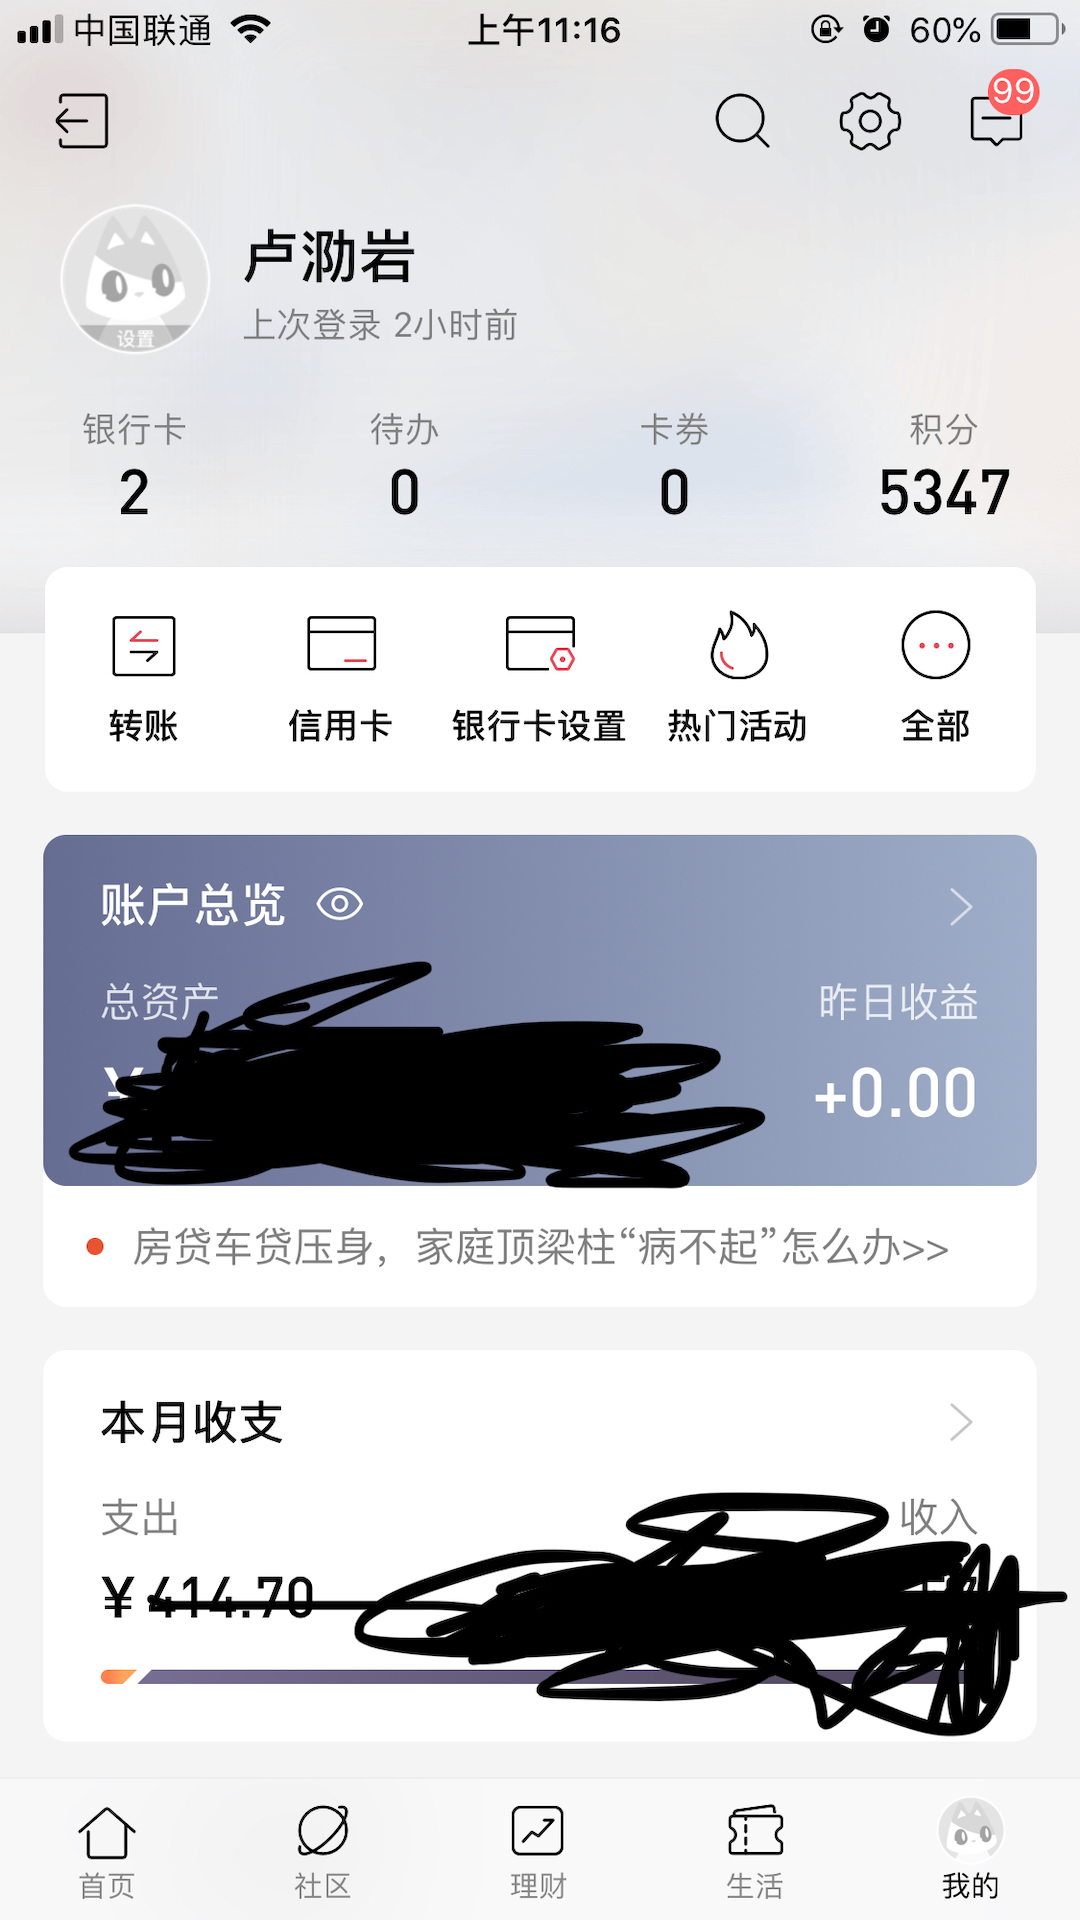 中国联通 上午11:16 60%
99
卢泐岩
设置
上次登录 2小时前
银行卡 待办 卡券 积分
2 0 0 5347
转账 信用卡 银行卡设置 热门活动 全部
账户总览
总资产 昨日收益
¥ +0.00
房贷车贷压身，家庭顶梁柱“病不起”怎么办>>
本月收支
支出 收入
¥ 414.70
首页 社区 理财 生活 我的